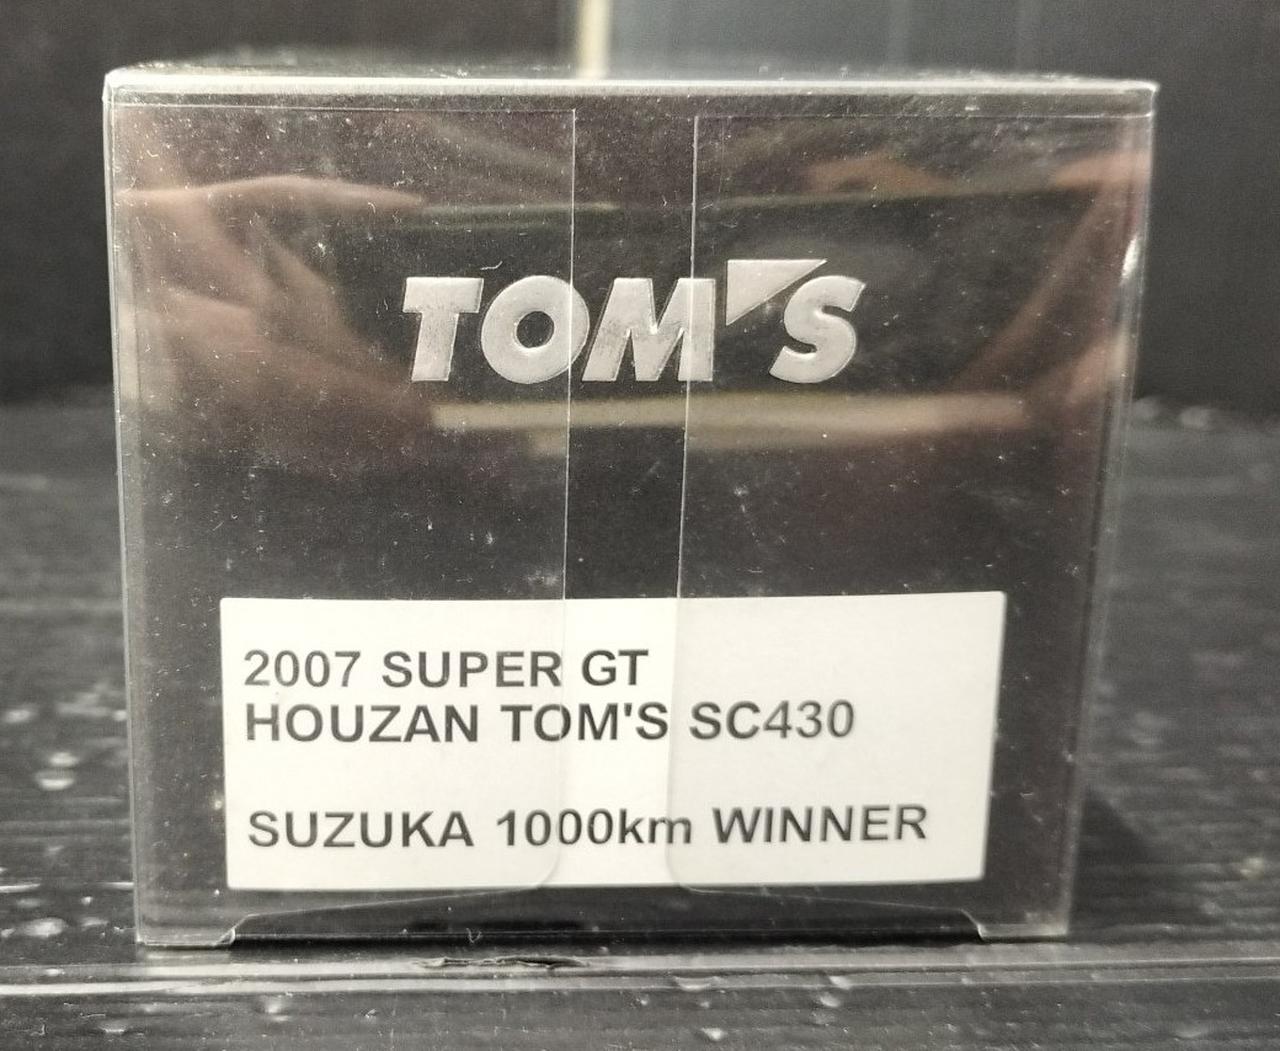 TOM'S
2007 SUPER GT
HOUZAN TOM'S SC430
SUZUKA 1000km WINNER